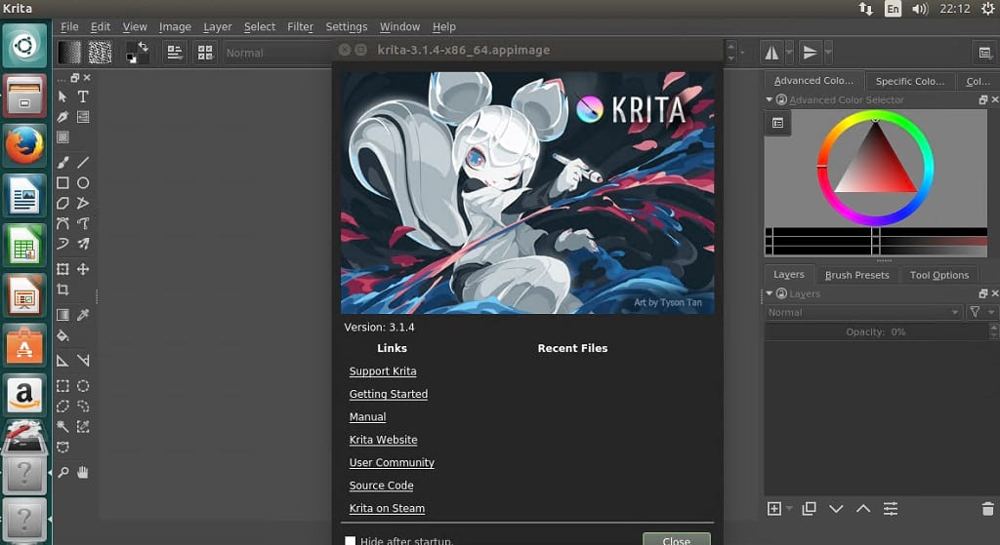 Krita
En
22:12
File Edit View Image Layer Select Filter Settings Window Help
Normal
krita-3.1.4-x86_64.appimage
KRITA
Art by Tyson Tan
Version: 3.1.4
Links
Recent Files
Support Krita
Getting Started
Manual
Krita Website
User Community
Source Code
Krita on Steam
Hide after startup.
Close
Advanced Colo... Specific Colo... Col...
Advanced Color Selector
Layers Brush Presets Tool Options
Layers
Normal
Opacity: 0%